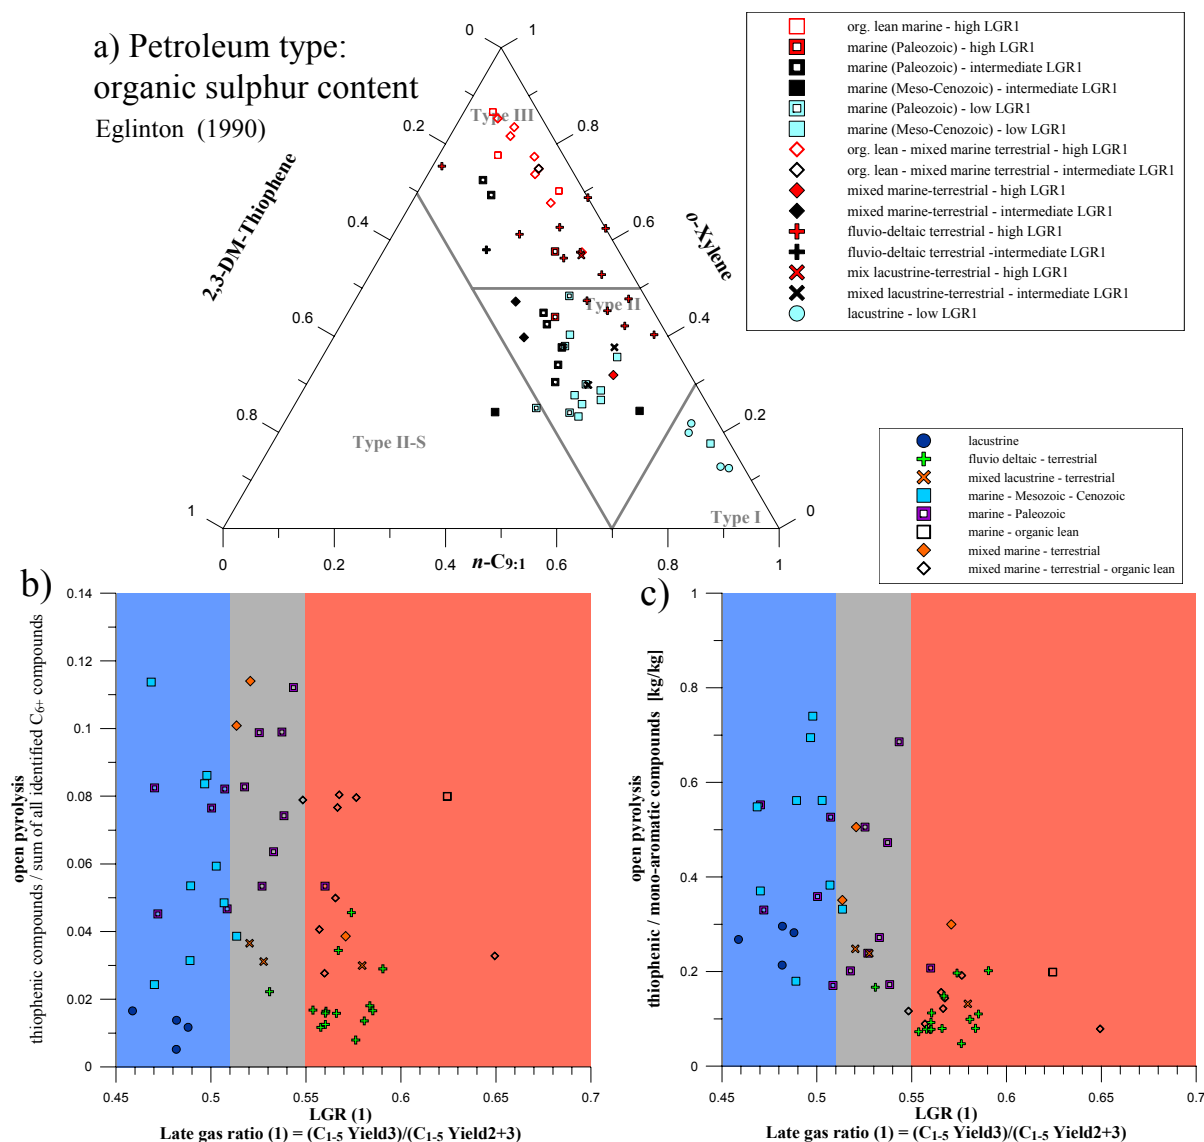 a) Petroleum type:
organic sulphur content
Eglinton (1990)
0
1
0.2
0.8
0.4
0.6
0.6
0.4
0.8
0.2
1
0
2,3-DM-Thiophene
o-Xylene
Type III
Type II
Type II-S
Type I
0
0.2
0.4
0.6
0.8
1
n-C9:1
org. lean marine - high LGR1
marine (Paleozoic) - high LGR1
marine (Paleozoic) - intermediate LGR1
marine (Meso-Cenozoic) - intermediate LGR1
marine (Paleozoic) - low LGR1
marine (Meso-Cenozoic) - low LGR1
org. lean - mixed marine terrestrial - high LGR1
org. lean - mixed marine terrestrial - intermediate LGR1
mixed marine-terrestrial - high LGR1
mixed marine-terrestrial - intermediate LGR1
fluvio-deltaic terrestrial - high LGR1
fluvio-deltaic terrestrial -intermediate LGR1
mix lacustrine-terrestrial - high LGR1
mixed lacustrine-terrestrial - intermediate LGR1
lacustrine - low LGR1
lacustrine
fluvio deltaic - terrestrial
mixed lacustrine - terrestrial
marine - Mesozoic - Cenozoic
marine - Paleozoic
marine - organic lean
mixed marine - terrestrial
mixed marine - terrestrial - organic lean
b)
0.14
0.12
0.1
0.08
0.06
0.04
0.02
0
open pyrolysis
thiophenic compounds / sum of all identified C6+ compounds
0.45
0.5
0.55
0.6
0.65
0.7
LGR (1)
Late gas ratio (1) = (C1-5 Yield3)/(C1-5 Yield2+3)
c)
1
0.8
0.6
0.4
0.2
0
open pyrolysis
thiophenic / mono-aromatic compounds [kg/kg]
0.45
0.5
0.55
0.6
0.65
0.7
LGR (1)
Late gas ratio (1) = (C1-5 Yield3)/(C1-5 Yield2+3)